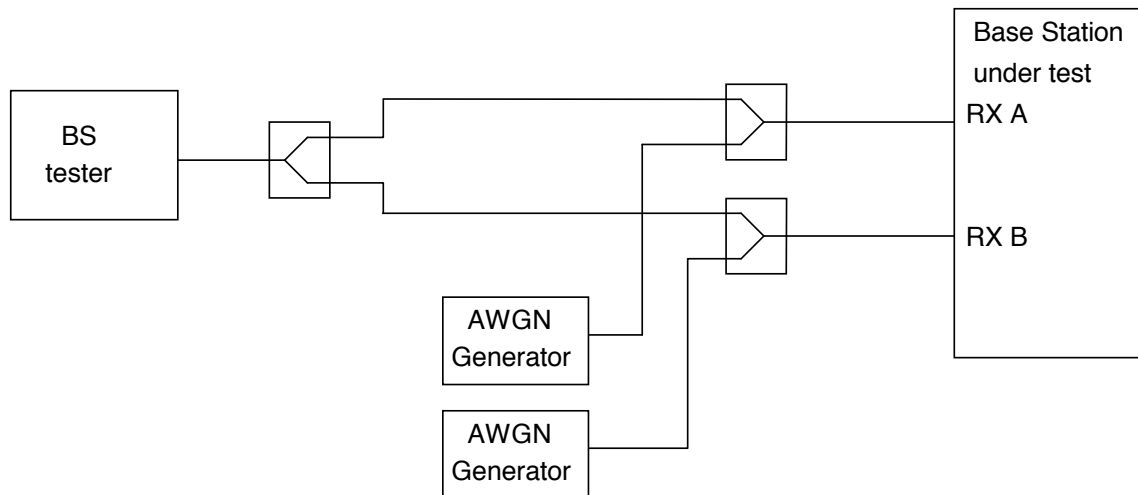 BS
tester
Base Station
under test
RX A
RX B
AWGN
Generator
AWGN
Generator